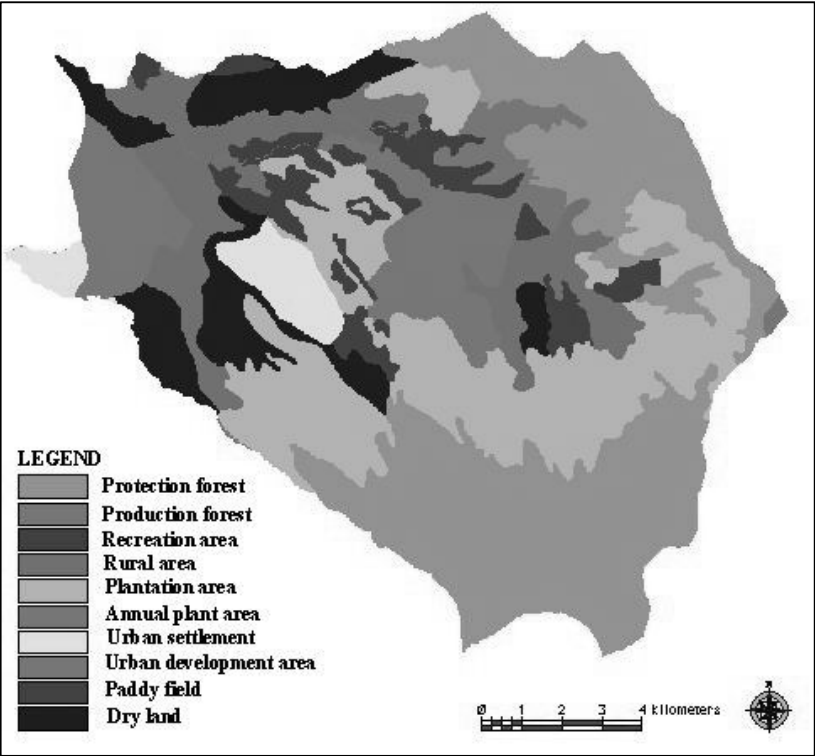 LEGEND
Protection forest
Production forest
Recreation area
Rural area
Plantation area
Annual plant area
Urban settlement
Urban development area
Paddy field
Dry land
0 1 2 3 4 kilometers